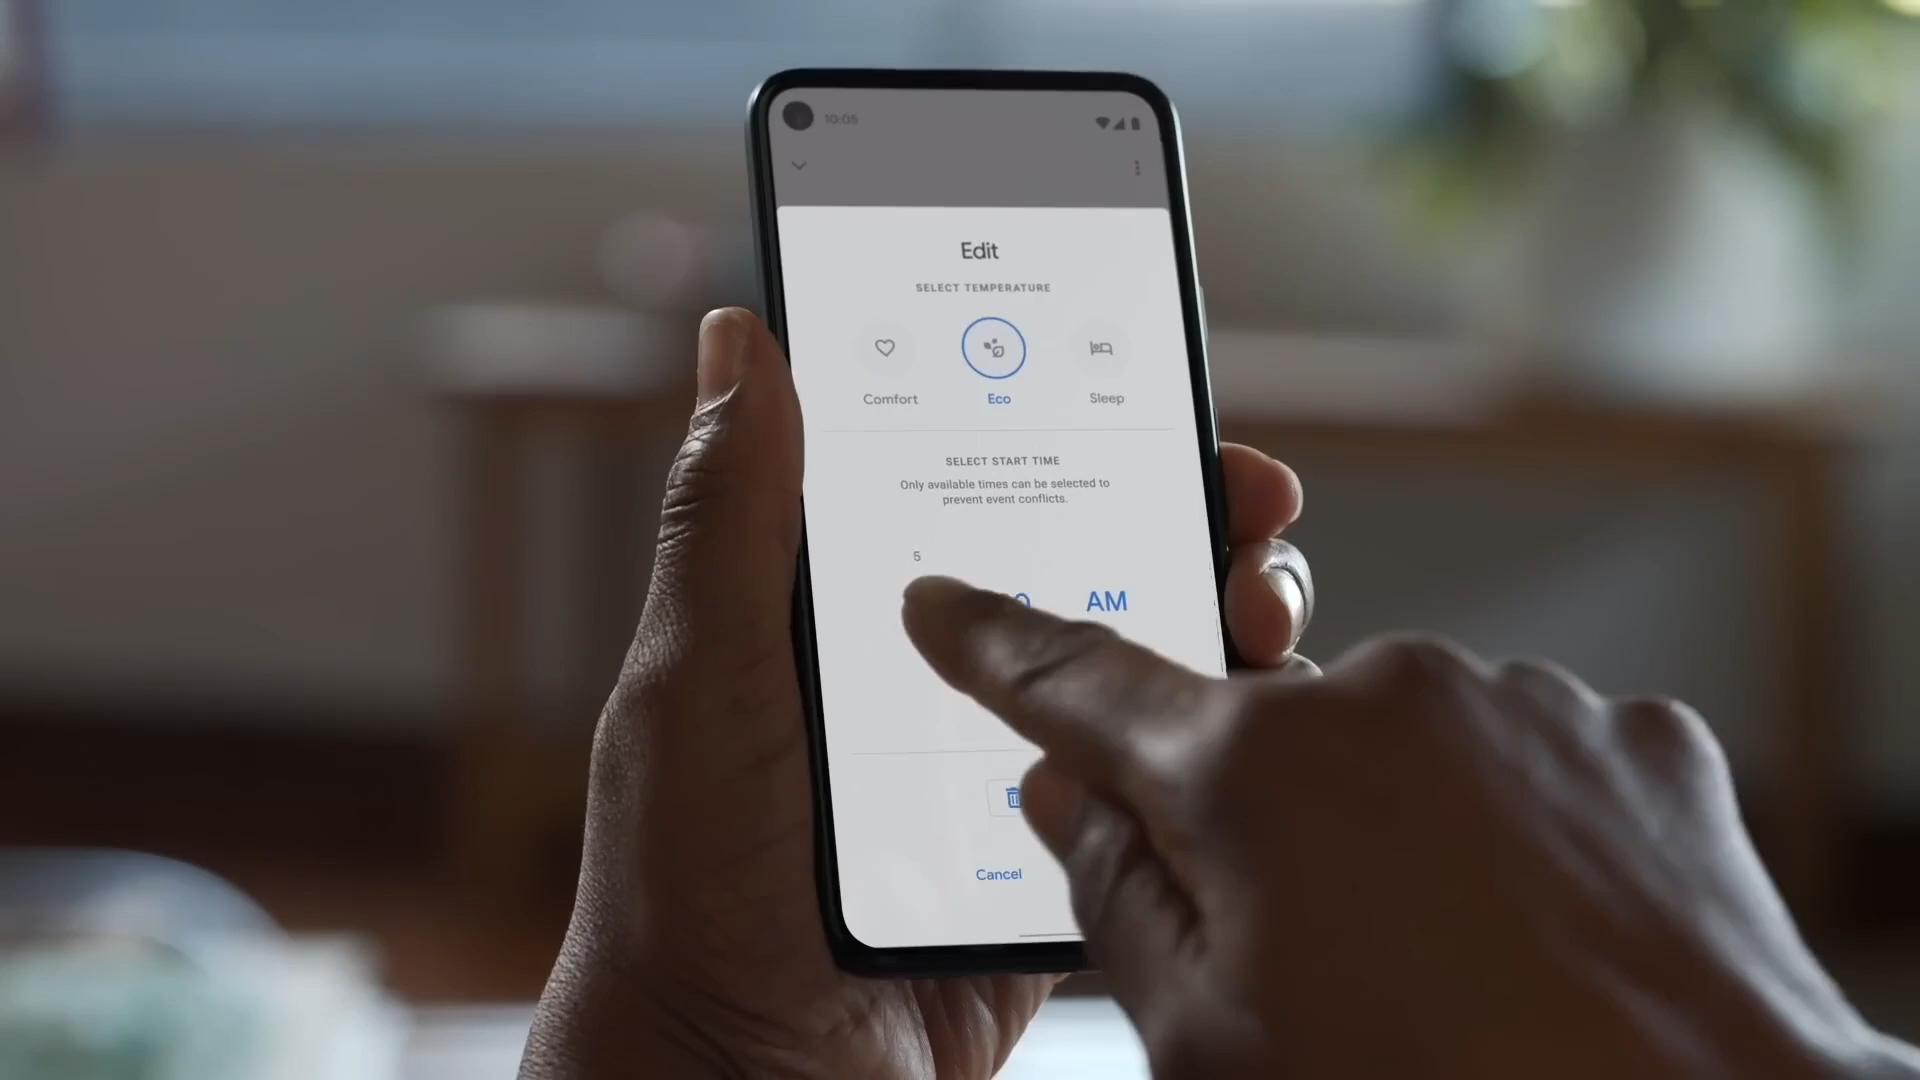 10:05
Edit
SELECT TEMPERATURE
Comfort
Eco
Sleep
SELECT START TIME
Only available times can be selected to
prevent event conflicts.
5
AM
Cancel